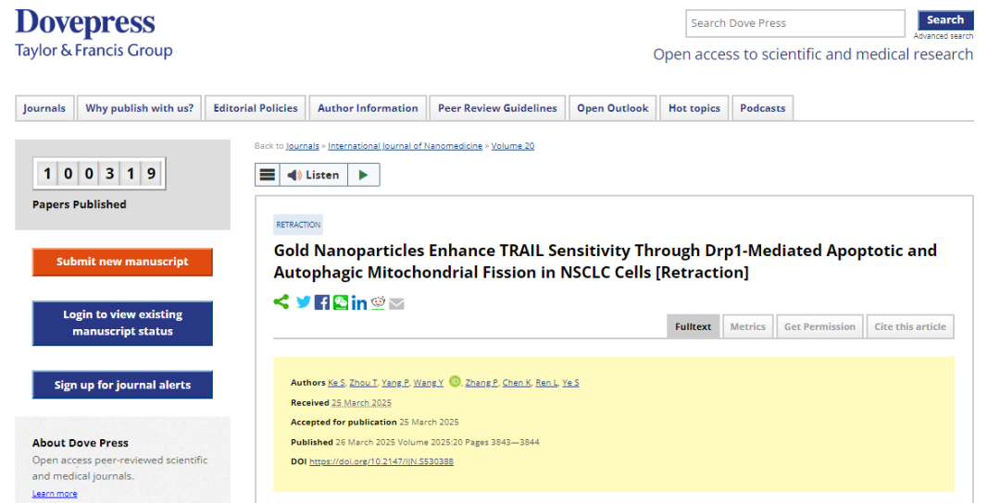 Dovepress
Taylor & Francis Group
Search Dove Press
Search
Advanced search
Open access to scientific and medical research
Journals
Why publish with us?
Editorial Policies
Author Information
Peer Review Guidelines
Open Outlook
Hot topics
Podcasts
100319
Papers Published
Submit new manuscript
Login to view existing
manuscript status
Sign up for journal alerts
About Dove Press
Open access peer-reviewed scientific
and medical journals.
Learn more
Back to Journals » International Journal of Nanomedicine » Volume 20
Listen
RETRACTION
Gold Nanoparticles Enhance TRAIL Sensitivity Through Drp1-Mediated Apoptotic and
Autophagic Mitochondrial Fission in NSCLC Cells [Retraction]
Fulltext
Metrics
Get Permission
Cite this article
Authors Ke S, Zhou T, Yang P, Wang Y iD, Zhang P, Chen K, Ren L, Ye S
Received 25 March 2025
Accepted for publication 25 March 2025
Published 26 March 2025 Volume 2025:20 Pages 3843—3844
DOI https://doi.org/10.2147/IJN.S530388